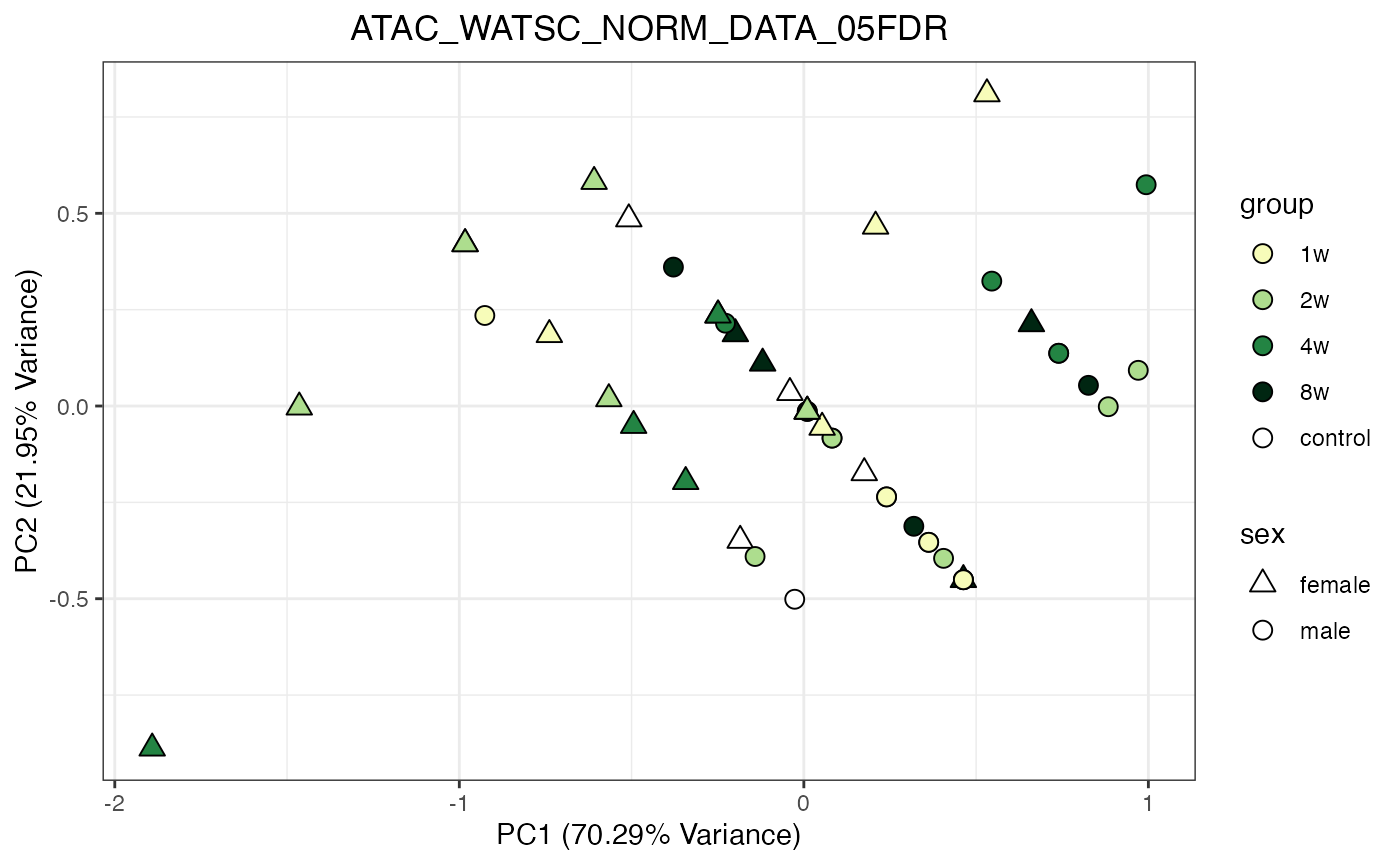 ATAC_WATSC_NORM_DATA_05FDR
PC2 (21.95% Variance)
0.5
0.0
-0.5
-2
-1
0
1
PC1 (70.29% Variance)
group
1w
2w
4w
8w
control
sex
female
male